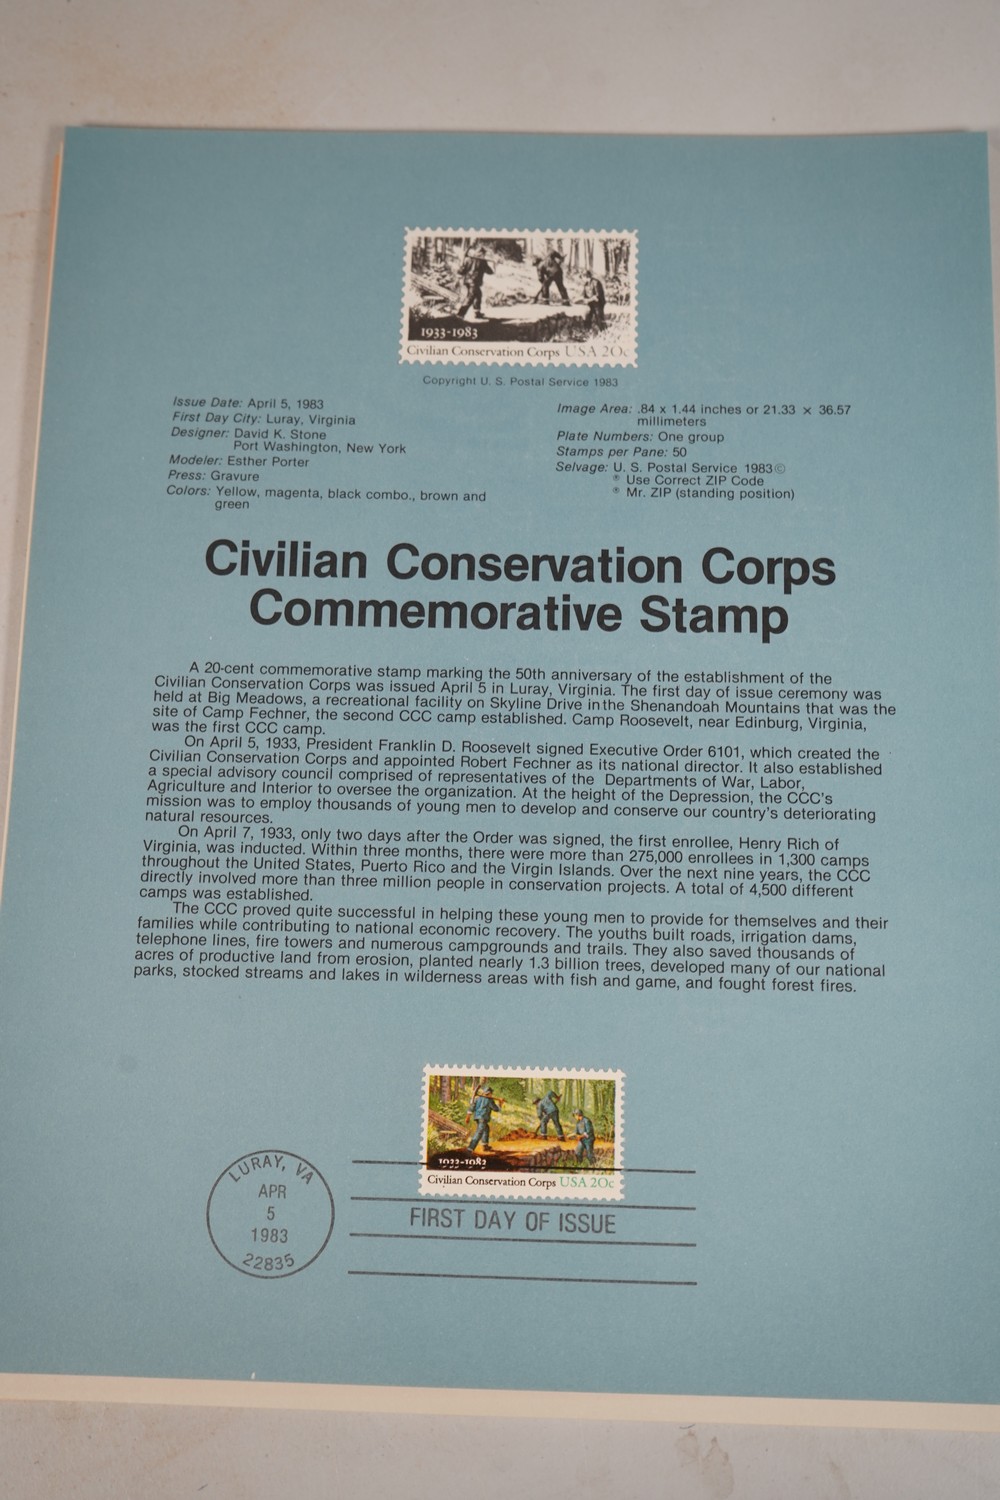 1933-1983
Civilian Conservation Corps USA 20c
Copyright U. S. Postal Service 1983
Issue Date: April 5, 1983
First Day City: Luray, Virginia
Designer: David K. Stone
Port Washington, New York
Modeler: Esther Porter
Press: Gravure
Colors: Yellow, magenta, black combo., brown and
green
Image Area: .84 x 1.44 inches or 21.33 × 36.57
millimeters
Plate Numbers: One group
Stamps per Pane: 50
Selvage: U. S. Postal Service 1983©
® Use Correct ZIP Code
® Mr. ZIP (standing position)
Civilian Conservation Corps
Commemorative Stamp
A 20-cent commemorative stamp marking the 50th anniversary of the establishment of the
Civilian Conservation Corps was issued April 5 in Luray, Virginia. The first day of issue ceremony was
held at Big Meadows, a recreational facility on Skyline Drive in the Shenandoah Mountains that was the
site of Camp Fechner, the second CCC camp established. Camp Roosevelt, near Edinburg, Virginia,
was the first CCC camp.
On April 5, 1933, President Franklin D. Roosevelt signed Executive Order 6101, which created the
Civilian Conservation Corps and appointed Robert Fechner as its national director. It also established
a special advisory council comprised of representatives of the Departments of War, Labor,
Agriculture and Interior to oversee the organization. At the height of the Depression, the CCC's
mission was to employ thousands of young men to develop and conserve our country's deteriorating
natural resources.
On April 7, 1933, only two days after the Order was signed, the first enrollee, Henry Rich of
Virginia, was inducted. Within three months, there were more than 275,000 enrollees in 1,300 camps
throughout the United States, Puerto Rico and the Virgin Islands. Over the next nine years, the CCC
directly involved more than three million people in conservation projects. A total of 4,500 different
camps was established.
The CCC proved quite successful in helping these young men to provide for themselves and their
families while contributing to national economic recovery. The youths built roads, irrigation dams,
telephone lines, fire towers and numerous campgrounds and trails. They also saved thousands of
acres of productive land from erosion, planted nearly 1.3 billion trees, developed many of our national
parks, stocked streams and lakes in wilderness areas with fish and game, and fought forest fires.
1933-1983
Civilian Conservation Corps USA 20c
LURAY, VA
APR
5
1983
22835
FIRST DAY OF ISSUE